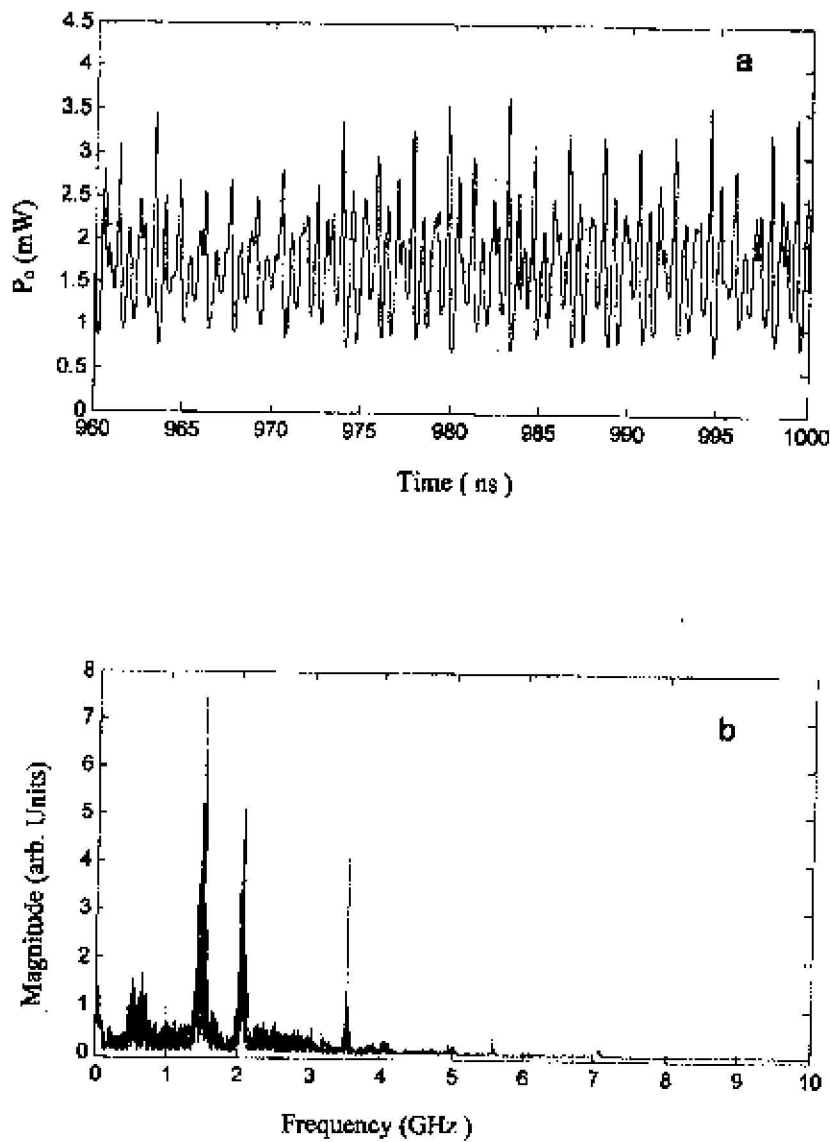 4.5
4
3.5
3
2.5
2
1.5
1
0.5
0
a
P₀ (mW)
960 965 970 975 980 985 990 995 1000
Time ( ns )
8
7
6
5
4
3
2
1
0
b
Magnitude (arb. Units)
0 1 2 3 4 5 6 7 8 9 10
Frequency (GHz )